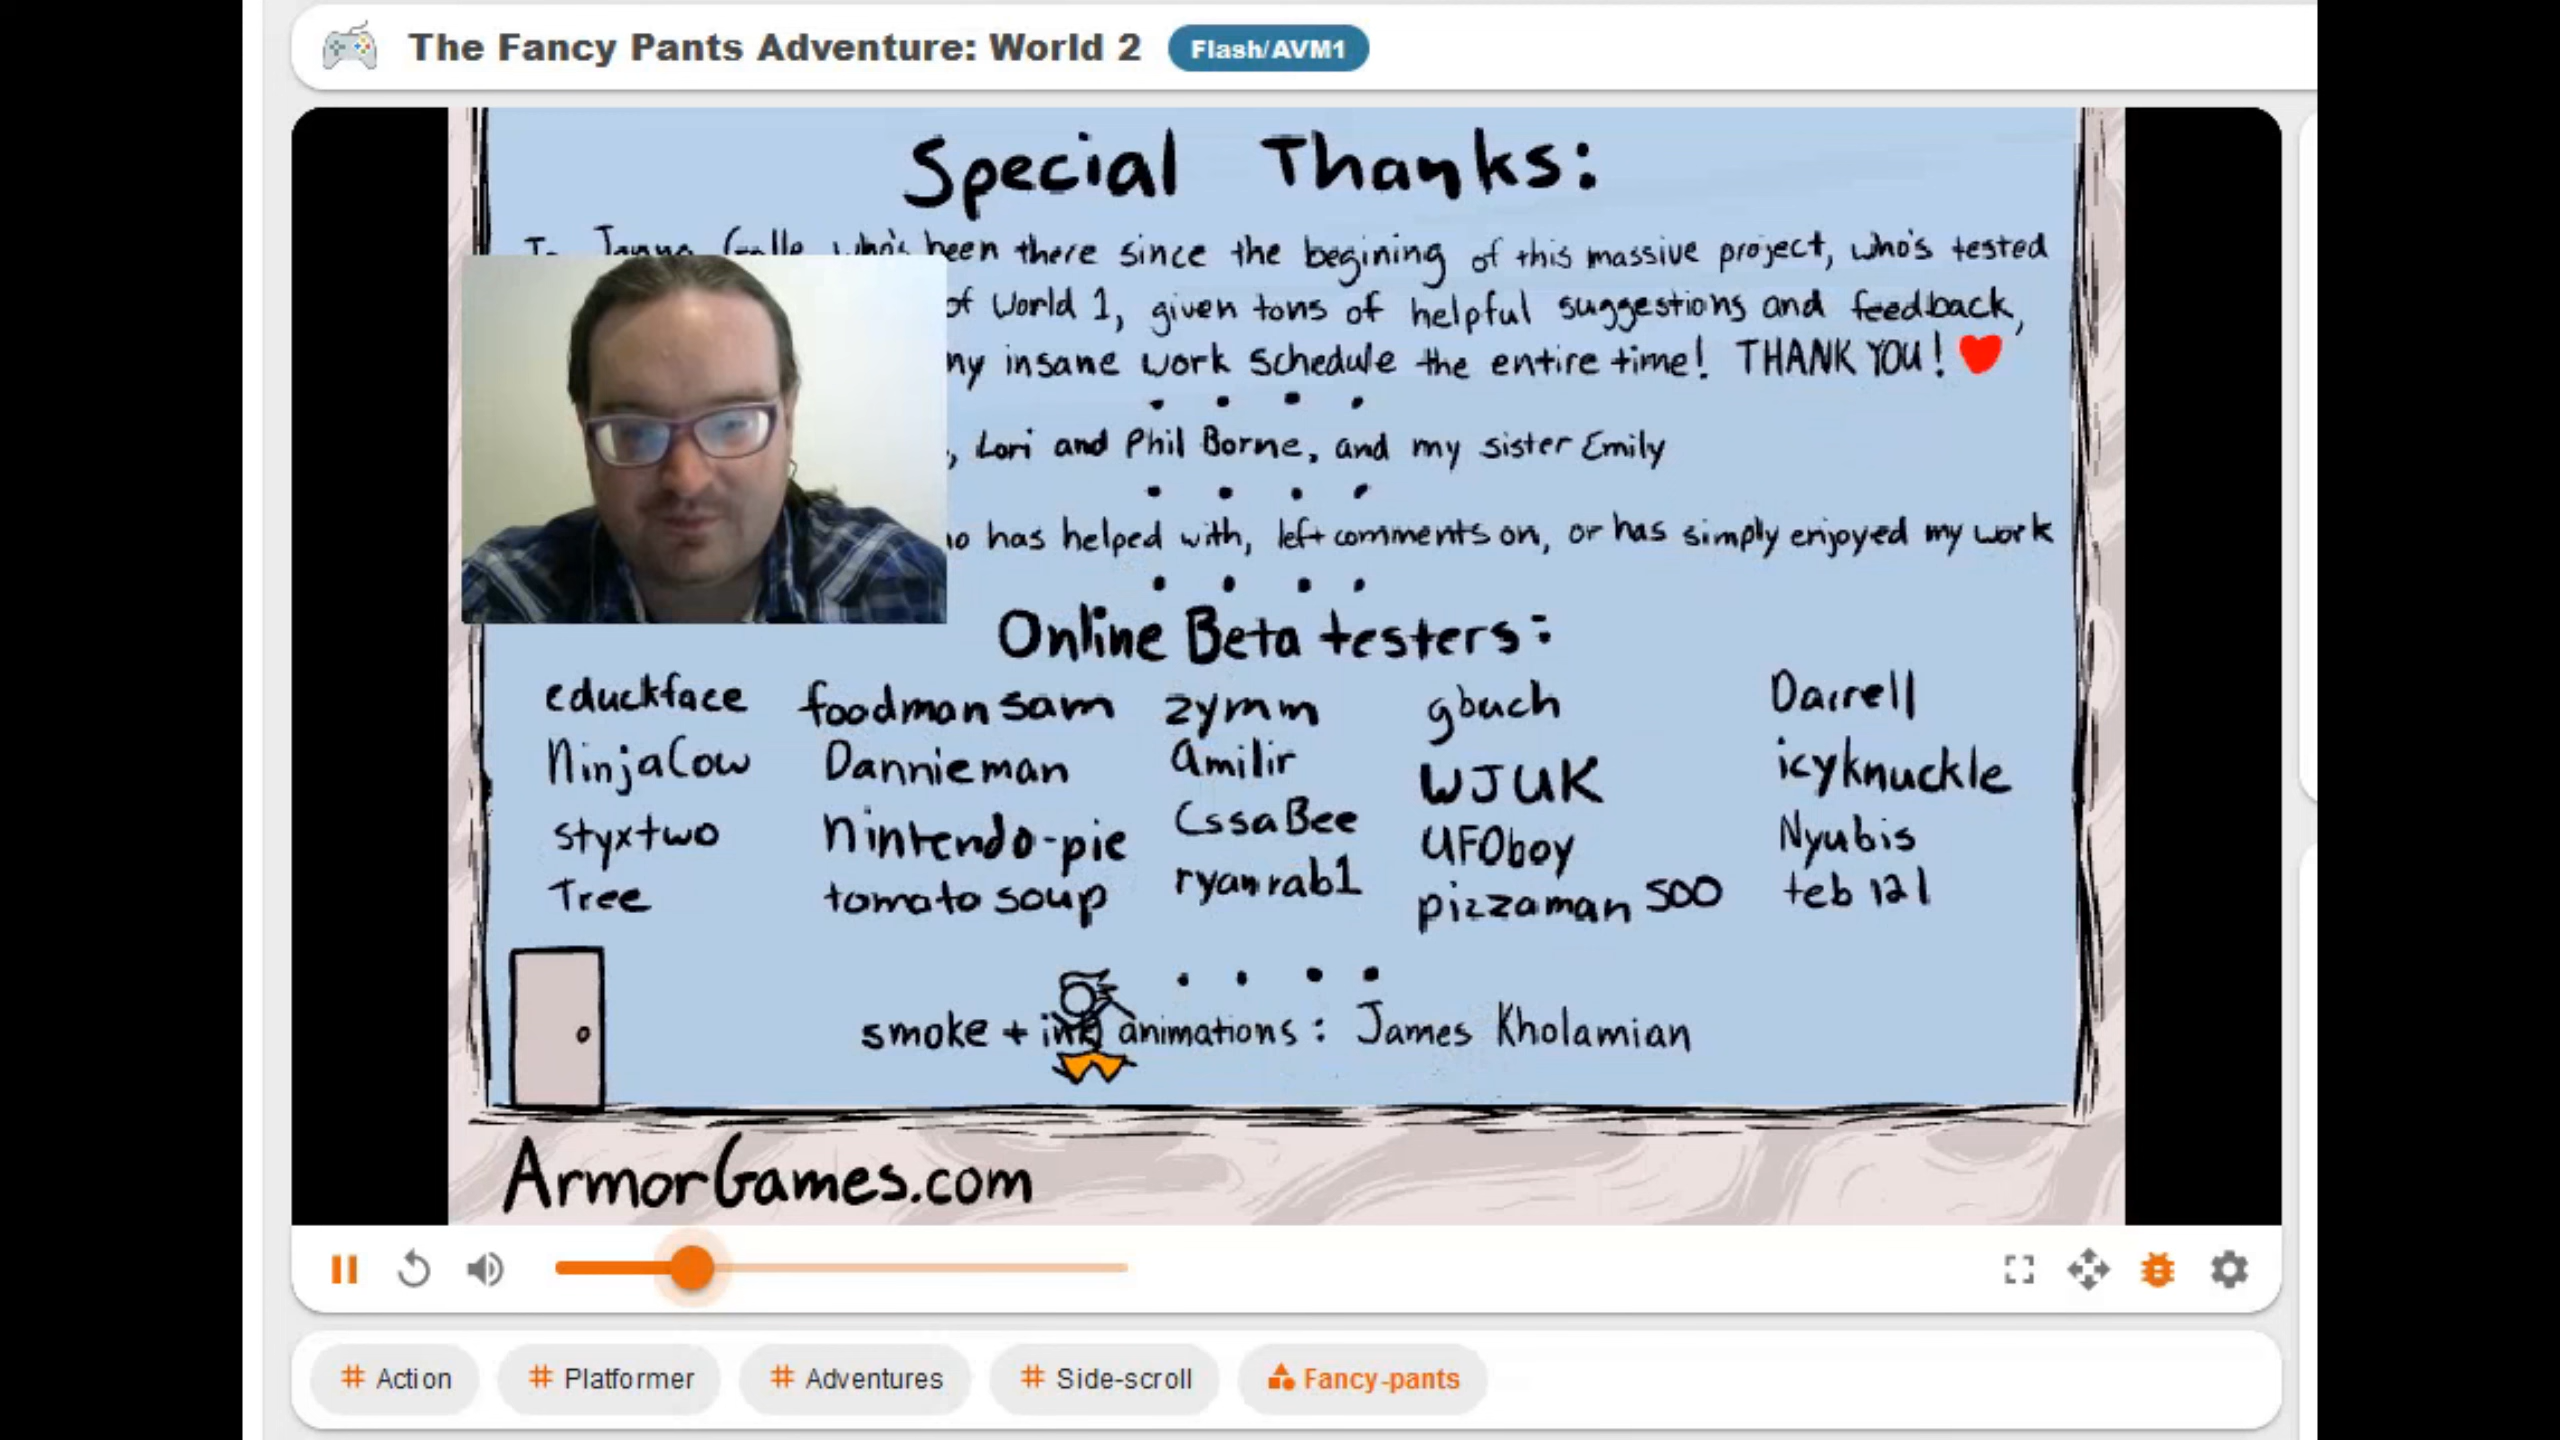 The Fancy Pants Adventure: World 2 Flash/AVM1
Special Thanks:
who's been there since the begining of this massive project, who's tested
of World 1, given tons of helpful suggestions and feedback,
my insane work schedule the entire time! THANK YOU!
, Lori and Phil Borne, and my sister Emily
has helped with, left comments on, or has simply enjoyed my work
Online Beta testers:
educkface foodman sam zymm gbuch Darrell
NinjaCow Dannieman amilir WJUK icyknuckle
styxtwo nintendo-pie CssaBee UFOboy Nyubis
Tree tomato soup ryanrab1 pizzaman 500 teb 121
smoke + ink animations: James Kholamian
ArmorGames.com
# Action # Platformer # Adventures # Side-scroll Fancy-pants